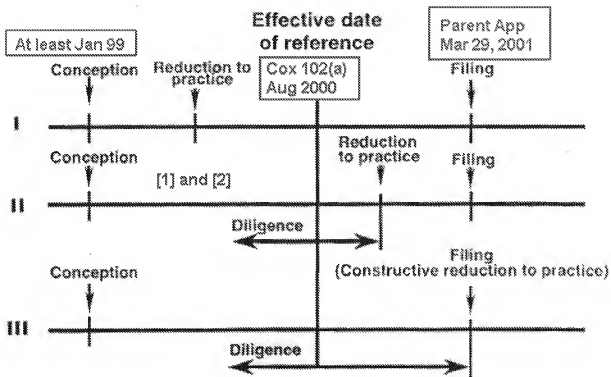 Effective date
of reference
At least Jan 99
Parent App
Mar 29, 2001
Cox 102(a)
Aug 2000
Conception
Reduction to
practice
Filing
I
Conception
[1] and [2]
Reduction
to practice
Filing
II
Diligence
Conception
Filing
(Constructive reduction to practice)
III
Diligence